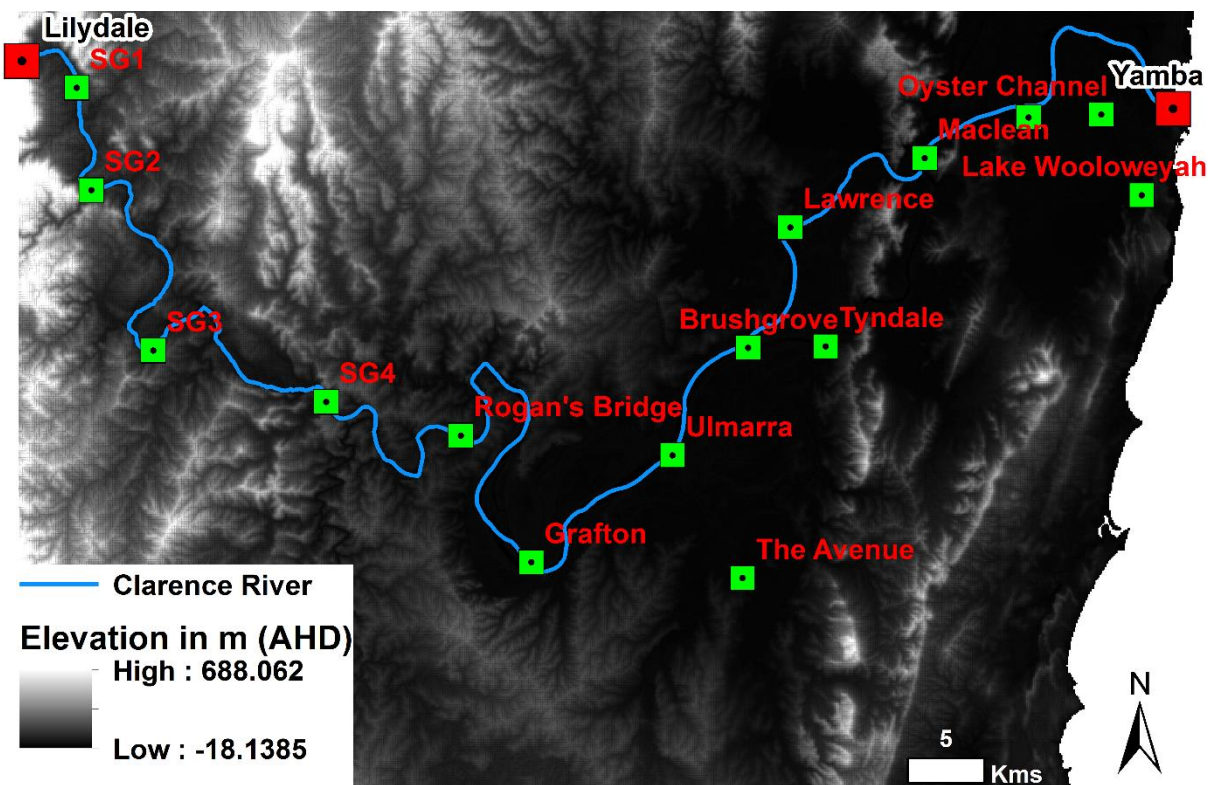 Lilydale
SG1
Yamba
Oyster Channel
Maclean
SG2
Lake Wooloweyah
Lawrence
SG3
Brushgrove
Tyndale
SG4
Rogan's Bridge
Ulmarra
Grafton
The Avenue
Clarence River
Elevation in m (AHD)
High : 688.062
Low : -18.1385
N
5
Kms